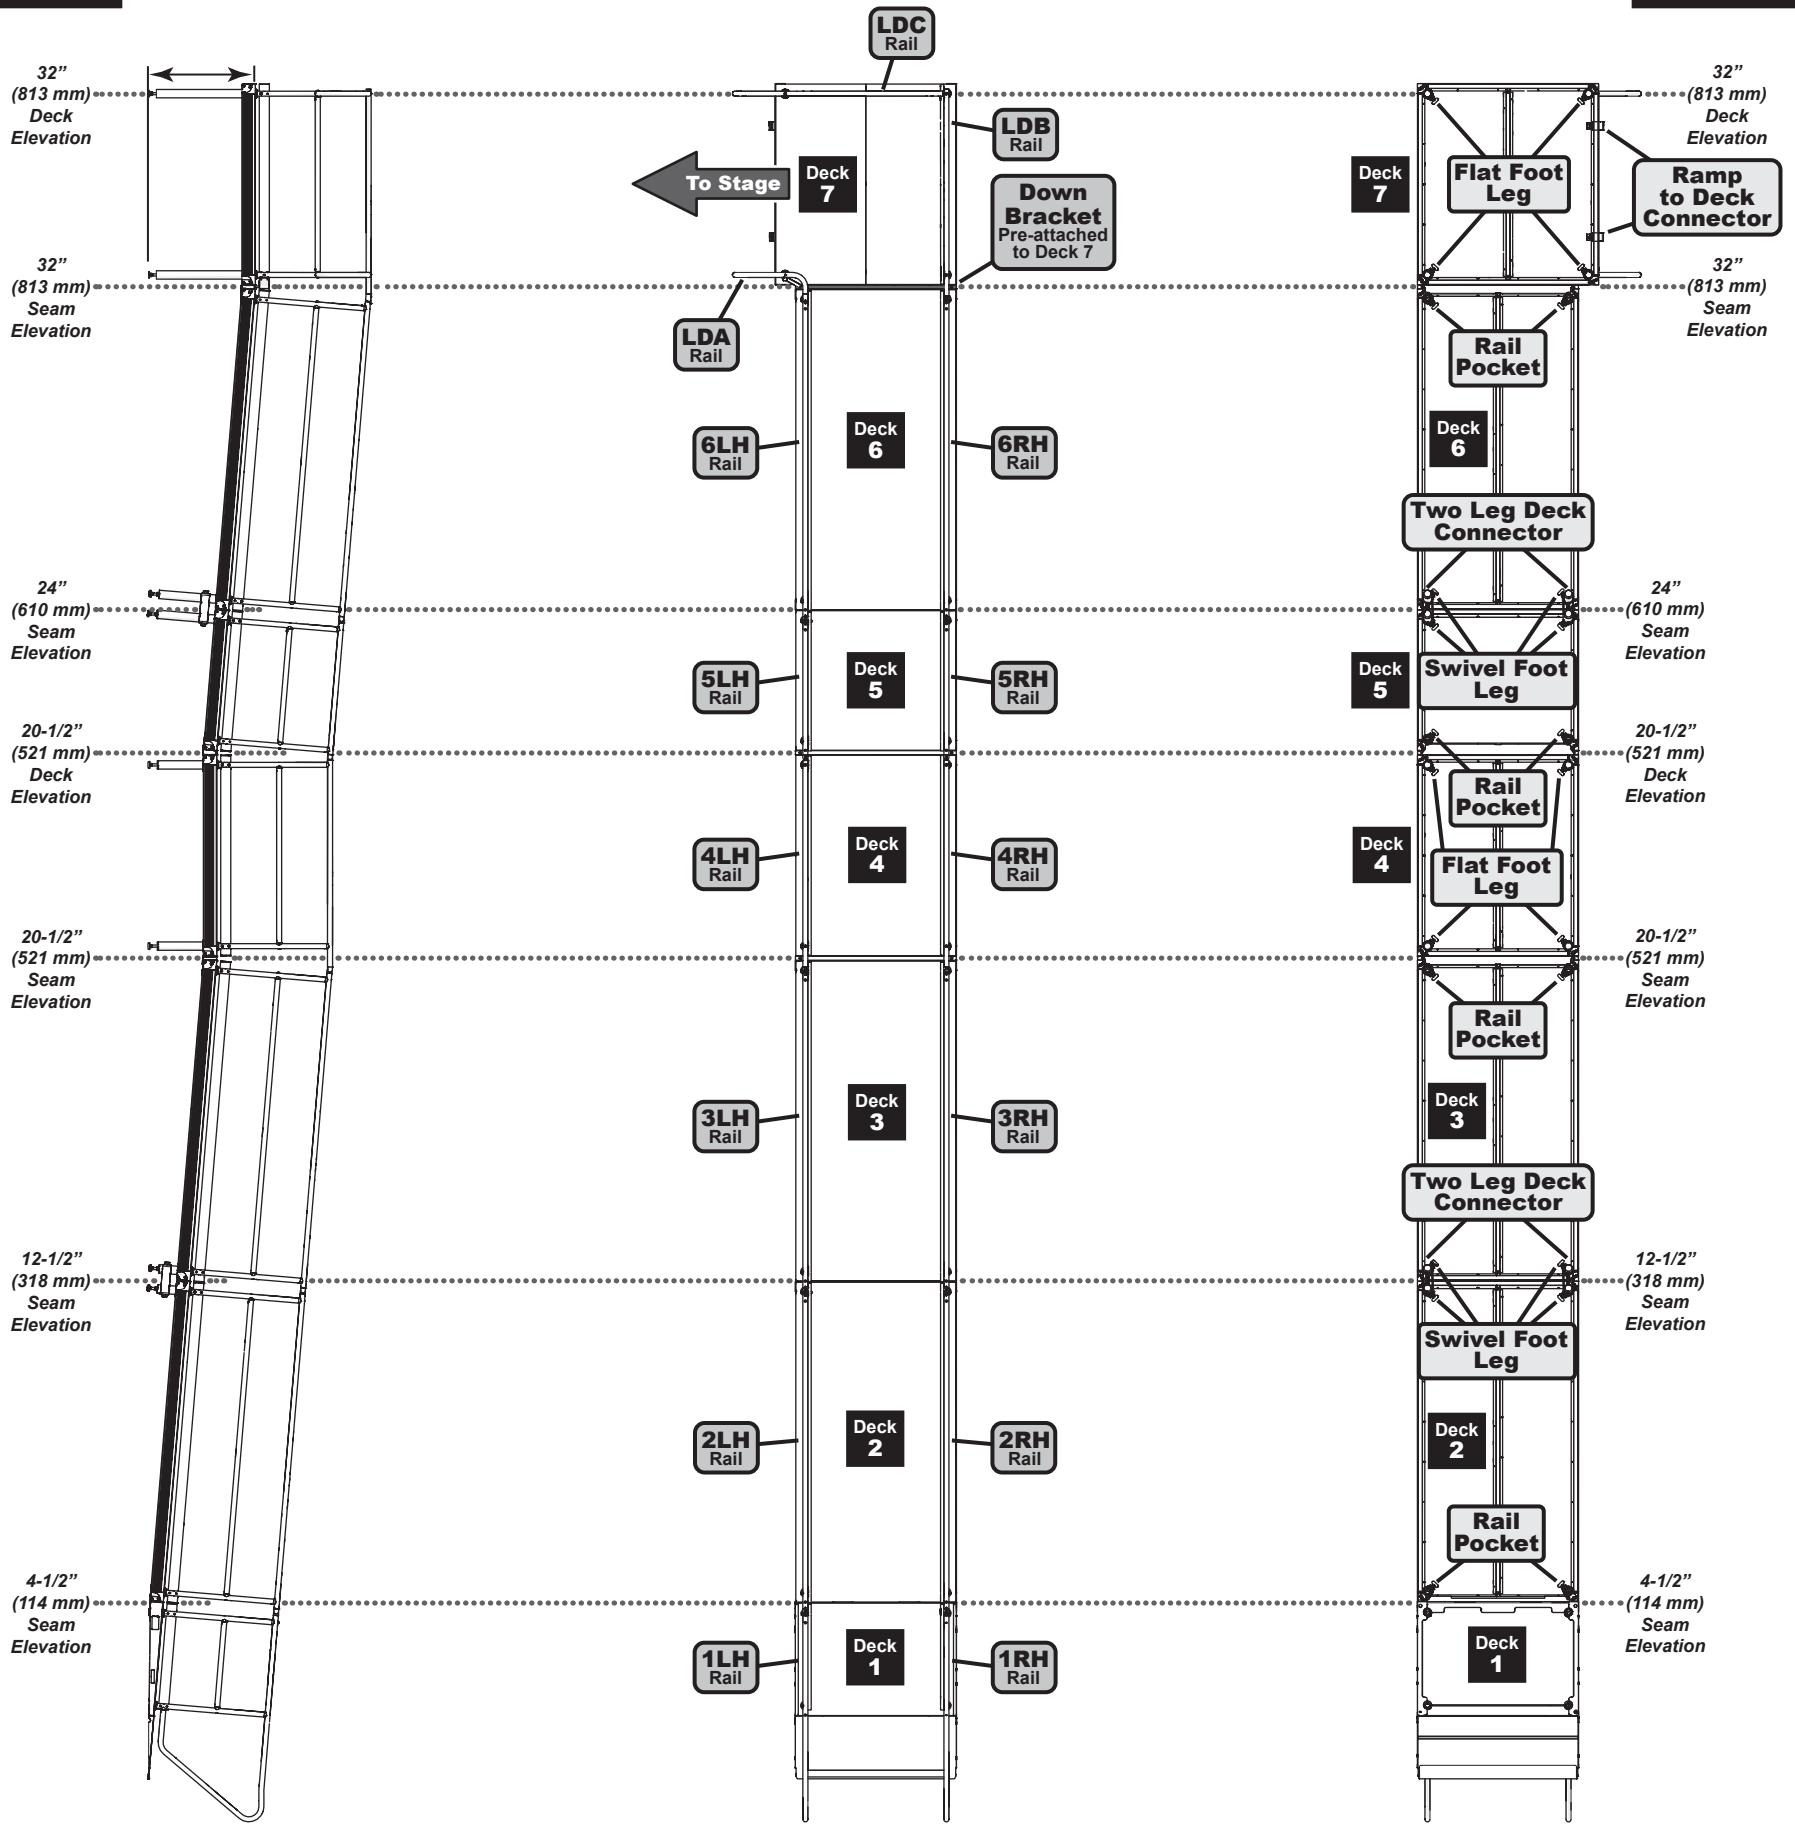 LDC
Rail
32”
(813 mm)
Deck
Elevation
LDB
Rail
To Stage
Deck
7
Down
Bracket
Pre-attached
to Deck 7
32”
(813 mm)
Seam
Elevation
LDA
Rail
6LH
Rail
Deck
6
6RH
Rail
24”
(610 mm)
Seam
Elevation
5LH
Rail
Deck
5
5RH
Rail
20-1/2”
(521 mm)
Deck
Elevation
4LH
Rail
Deck
4
4RH
Rail
20-1/2”
(521 mm)
Seam
Elevation
3LH
Rail
Deck
3
3RH
Rail
12-1/2”
(318 mm)
Seam
Elevation
2LH
Rail
Deck
2
2RH
Rail
4-1/2”
(114 mm)
Seam
Elevation
1LH
Rail
Deck
1
1RH
Rail
32”
(813 mm)
Deck
Elevation
Deck
7
Flat Foot
Leg
Ramp
to Deck
Connector
32”
(813 mm)
Seam
Elevation
Rail
Pocket
Deck
6
Two Leg Deck
Connector
24”
(610 mm)
Seam
Elevation
Deck
5
Swivel Foot
Leg
20-1/2”
(521 mm)
Deck
Elevation
Rail
Pocket
Deck
4
Flat Foot
Leg
20-1/2”
(521 mm)
Seam
Elevation
Rail
Pocket
Deck
3
Two Leg Deck
Connector
12-1/2”
(318 mm)
Seam
Elevation
Swivel Foot
Leg
Deck
2
Rail
Pocket
4-1/2”
(114 mm)
Seam
Elevation
Deck
1